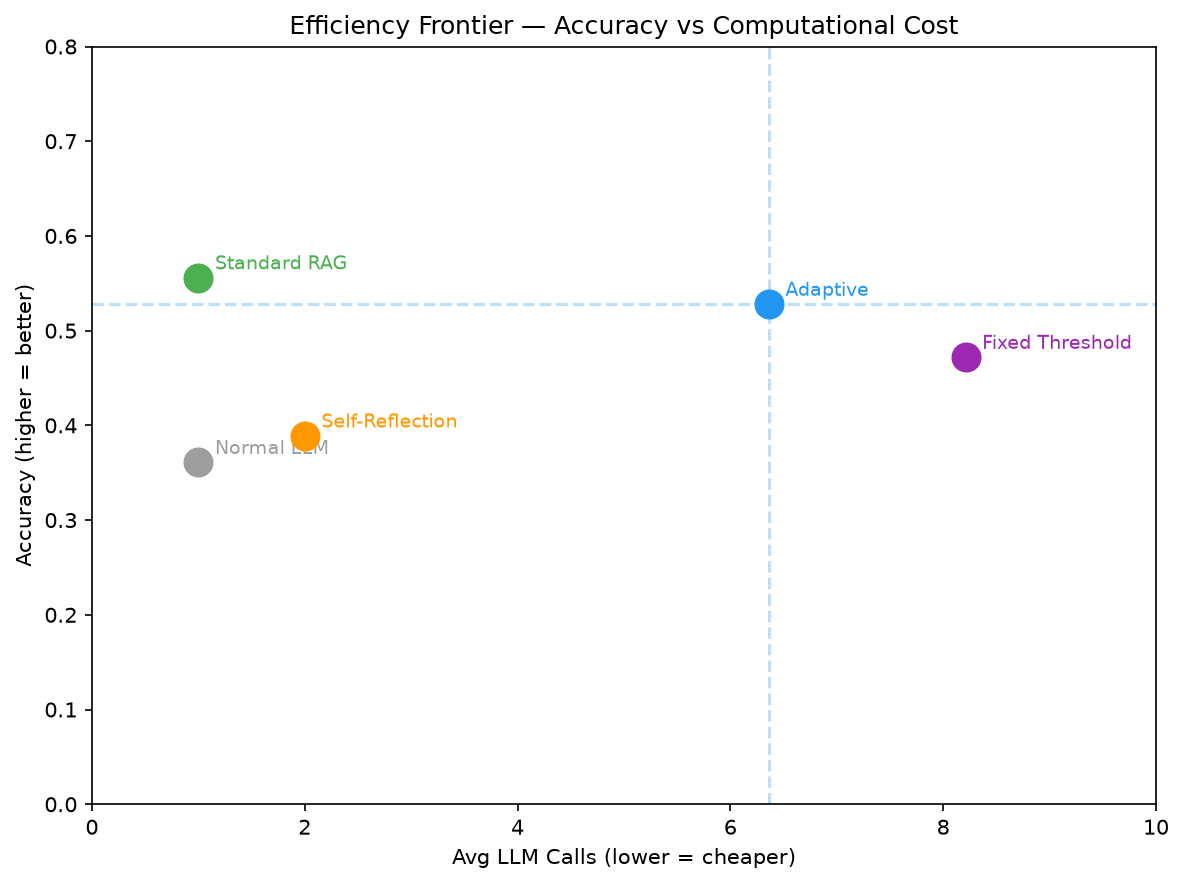 Efficiency Frontier — Accuracy vs Computational Cost
Accuracy (higher = better)
0.8
0.7
0.6
0.5
0.4
0.3
0.2
0.1
0.0
Standard RAG
Adaptive
Fixed Threshold
Self-Reflection
Normal LLM
0 2 4 6 8 10
Avg LLM Calls (lower = cheaper)